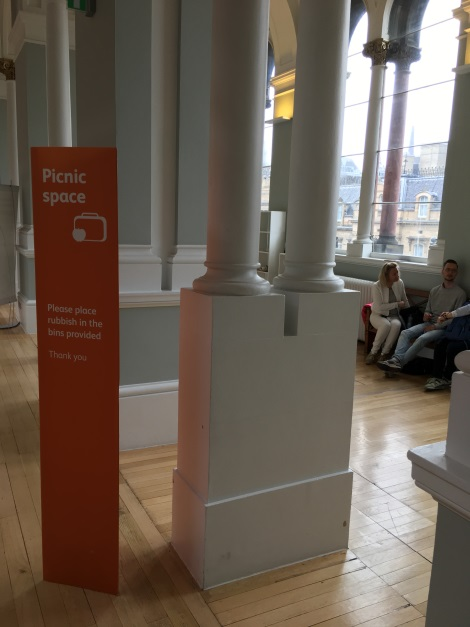 Picnic
space
Please place
rubbish in the
bins provided
Thank you